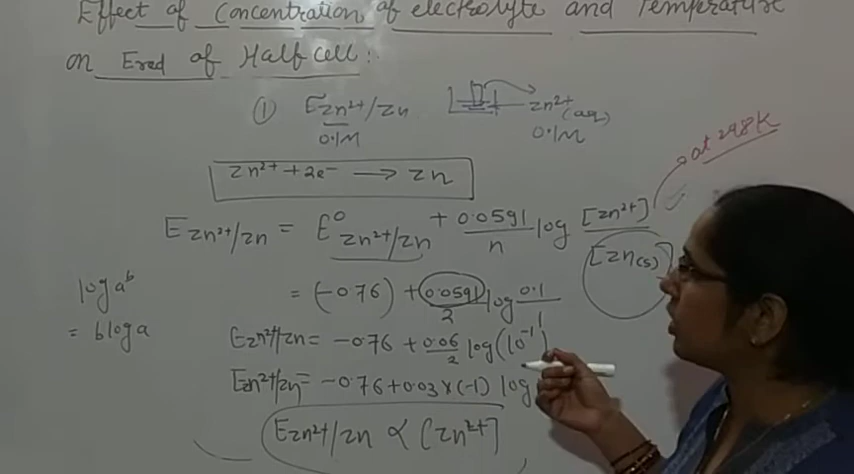 Effect of Concentration of electrolyte and Temperature
on Ered of Half cell :
① EZn²⁺/Zn
0.1M
Zn²⁺(aq)
0.1M
at 298K
Zn²⁺ + 2e⁻ → Zn
EZn²⁺/Zn = E⁰Zn²⁺/Zn + 0.0591/n log [Zn²⁺]/[Zn(s)]
log aᵇ
= b log a
= (-0.76) + 0.0591/2 log 0.1/1
EZn²⁺/Zn = -0.76 + 0.06/2 log(10⁻¹)
EZn²⁺/Zn = -0.76 + 0.03 x (-1) log
EZn²⁺/Zn ∝ [Zn²⁺]